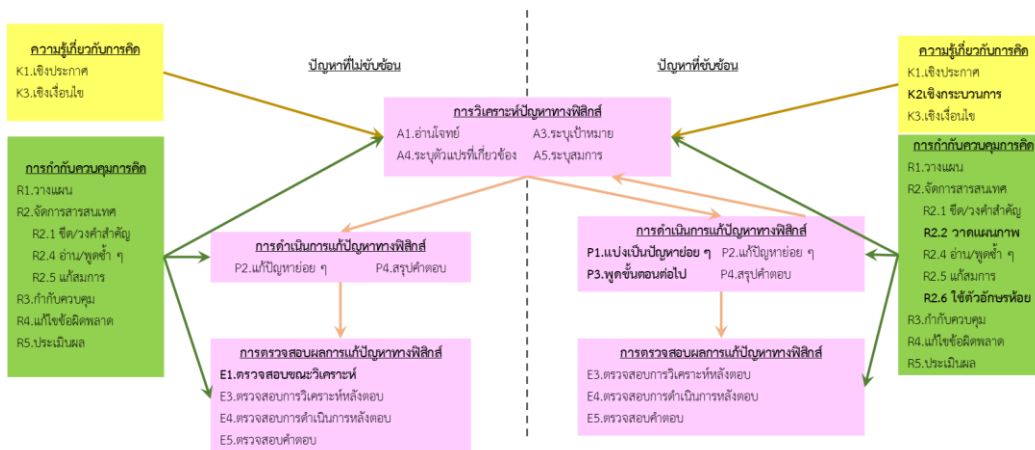 ความรู้เกี่ยวกับการคิด
K1.เชิงประกาศ
K3.เชิงเงื่อนไข
การกำกับควบคุมการคิด
R1.วางแผน
R2.จัดการสารสนเทศ
R2.1 ขีด/วงคำสำคัญ
R2.4 อ่าน/พูดซ้ำ ๆ
R2.5 แก้สมการ
R3.กำกับควบคุม
R4.แก้ไขข้อผิดพลาด
R5.ประเมินผล
ปัญหาที่ไม่ซับซ้อน
ปัญหาที่ซับซ้อน
การวิเคราะห์ปัญหาทางฟิสิกส์
A1.อ่านโจทย์ A3.ระบุเป้าหมาย
A4.ระบุตัวแปรที่เกี่ยวข้อง A5.ระบุสมการ
การดำเนินการแก้ปัญหาทางฟิสิกส์
P2.แก้ปัญหาย่อย ๆ P4.สรุปคำตอบ
การตรวจสอบผลการแก้ปัญหาทางฟิสิกส์
E1.ตรวจสอบขณะวิเคราะห์
E3.ตรวจสอบการวิเคราะห์หลังตอบ
E4.ตรวจสอบการดำเนินการหลังตอบ
E5.ตรวจสอบคำตอบ
การดำเนินการแก้ปัญหาทางฟิสิกส์
P1.แบ่งเป็นปัญหาย่อย ๆ P2.แก้ปัญหาย่อย ๆ
P3.พูดขั้นตอนต่อไป P4.สรุปคำตอบ
การตรวจสอบผลการแก้ปัญหาทางฟิสิกส์
E3.ตรวจสอบการวิเคราะห์หลังตอบ
E4.ตรวจสอบการดำเนินการหลังตอบ
E5.ตรวจสอบคำตอบ
ความรู้เกี่ยวกับการคิด
K1.เชิงประกาศ
K2เชิงกระบวนการ
K3.เชิงเงื่อนไข
การกำกับควบคุมการคิด
R1.วางแผน
R2.จัดการสารสนเทศ
R2.1 ขีด/วงคำสำคัญ
R2.2 วาดแผนภาพ
R2.4 อ่าน/พูดซ้ำ ๆ
R2.5 แก้สมการ
R2.6 ใช้ตัวอักษรห้อย
R3.กำกับควบคุม
R4.แก้ไขข้อผิดพลาด
R5.ประเมินผล